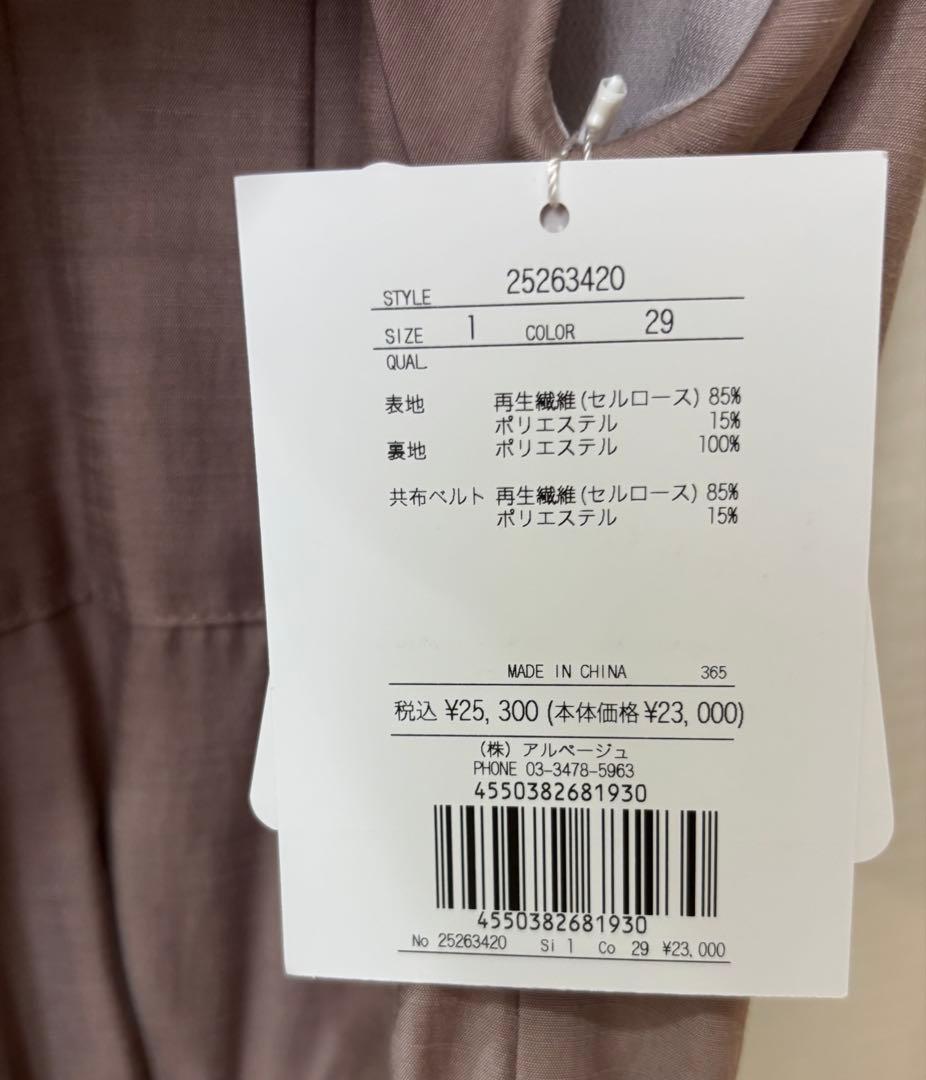 STYLE 25263420
SIZE 1 COLOR 29
QUAL
表地 再生繊維(セルロース) 85%
ポリエステル 15%
裏地 ポリエステル 100%
共布ベルト 再生繊維(セルロース) 85%
ポリエステル 15%
MADE IN CHINA 365
税込 ¥25,300 (本体価格¥23,000)
(株) アルページュ
PHONE 03-3478-5963
4550382681930
4550382681930
No 25263420 Si 1 Co 29 ¥23,000